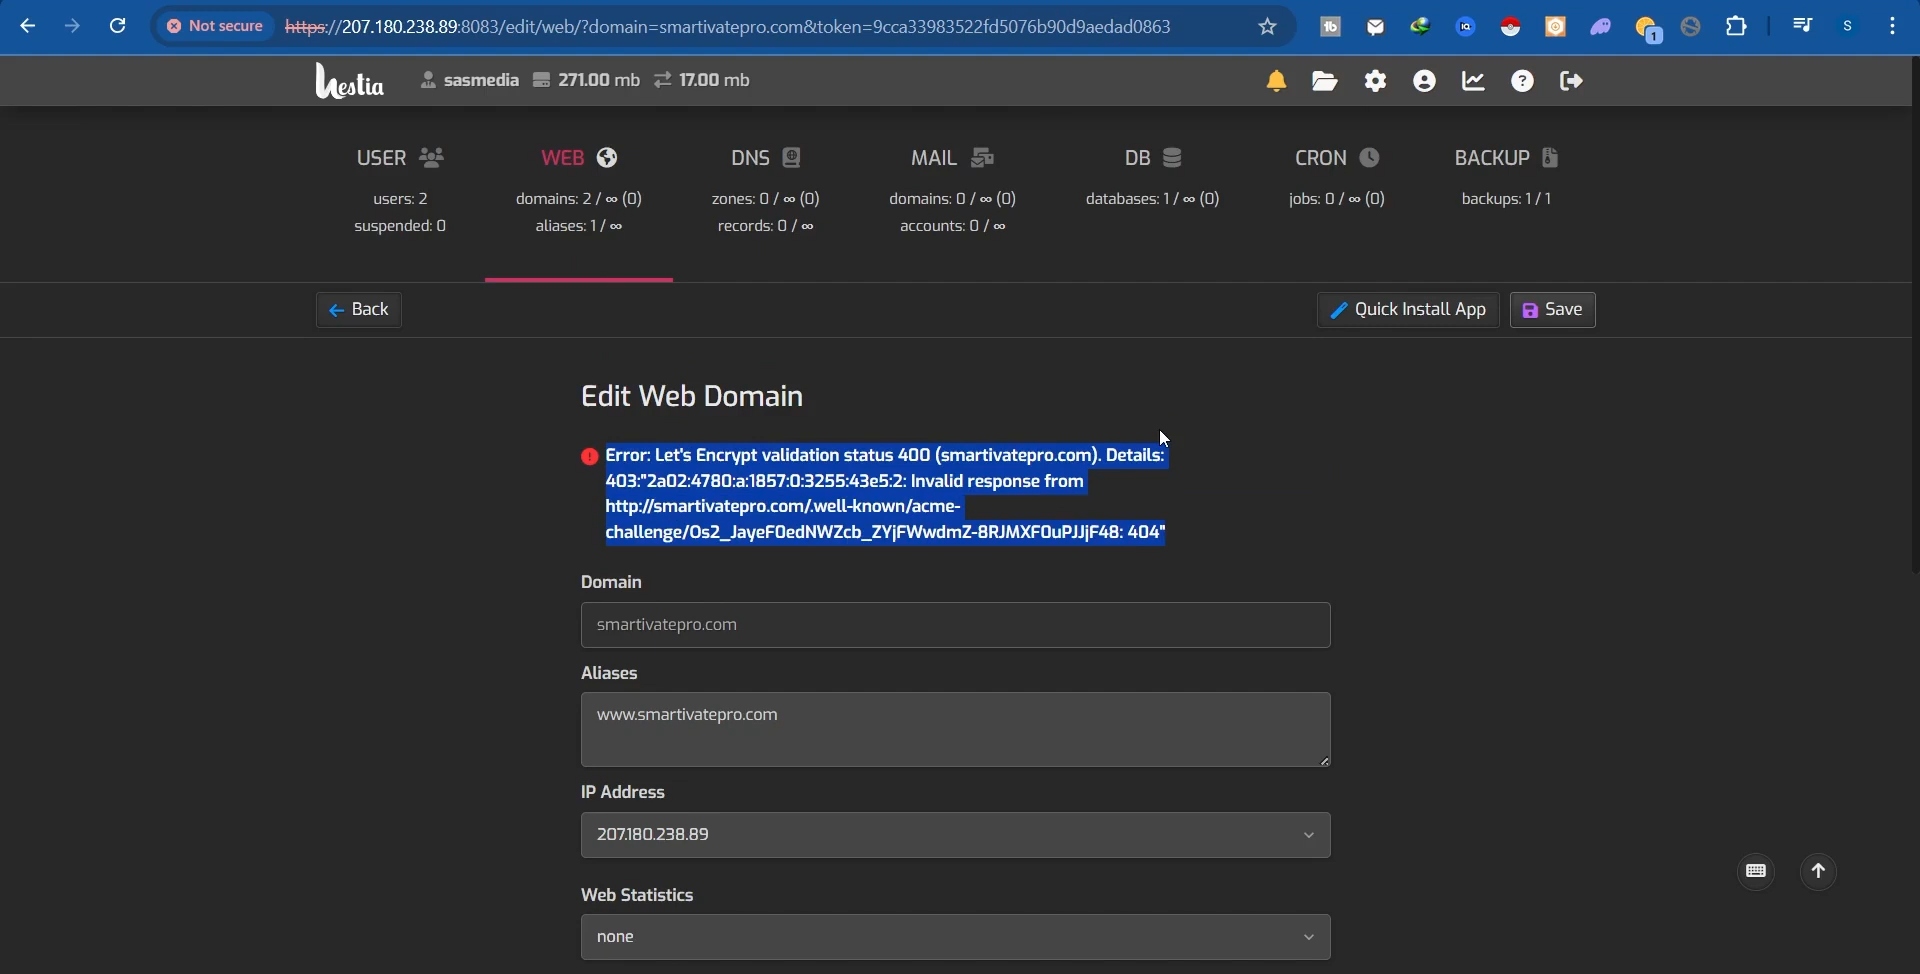 Not secure https://207.180.238.89:8083/edit/web/?domain=smartivatepro.com&token=9cca33983522fd5076b90d9aedad0863
1
S
hestia sasmedia 271.00 mb 17.00 mb
USER WEB DNS MAIL DB CRON BACKUP
users: 2 domains: 2 / ∞ (0) zones: 0 / ∞ (0) domains: 0 / ∞ (0) databases: 1 / ∞ (0) jobs: 0 / ∞ (0) backups: 1 / 1
suspended: 0 aliases: 1 / ∞ records: 0 / ∞ accounts: 0 / ∞
Back Quick Install App Save
Edit Web Domain
Error: Let's Encrypt validation status 400 (smartivatepro.com). Details:
403:"2a02:4780:a:1857:0:3255:43e5:2: Invalid response from
http://smartivatepro.com/.well-known/acme-
challenge/Os2_JayeF0edNWZcb_ZYjFWwdmZ-8RJMXF0uPJJjF48: 404"
Domain
smartivatepro.com
Aliases
www.smartivatepro.com
IP Address
207.180.238.89
Web Statistics
none